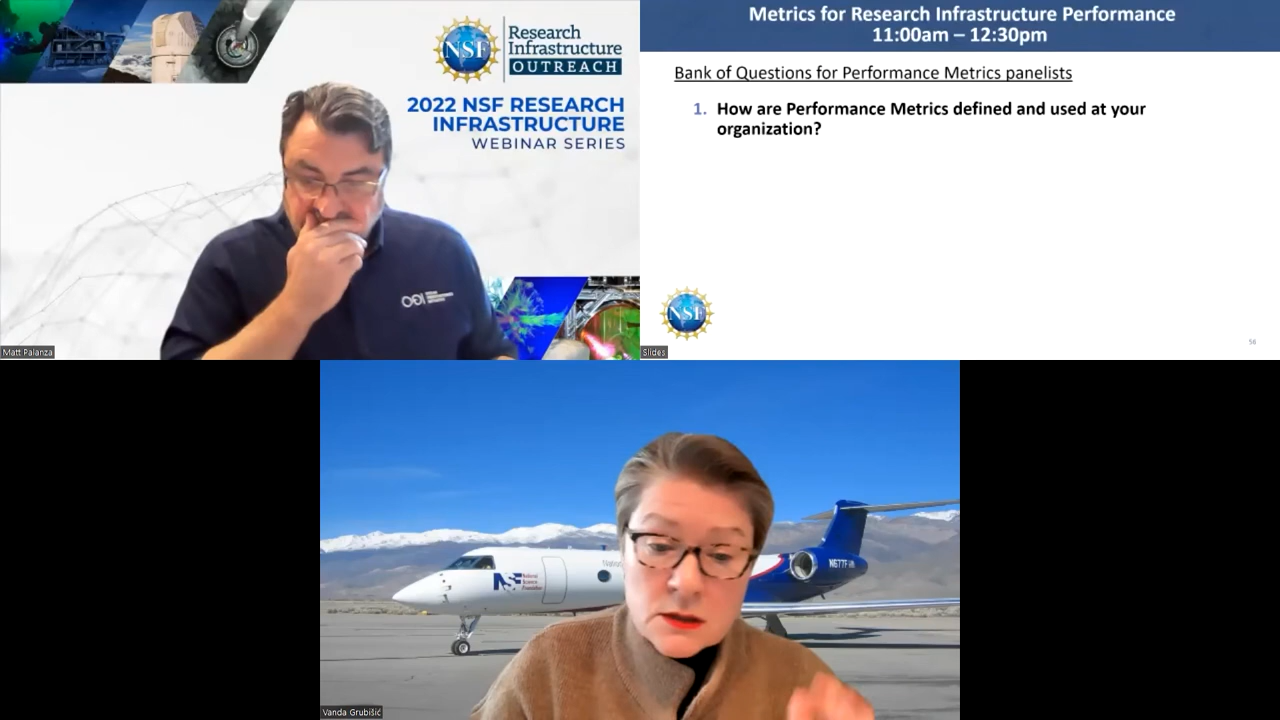 NSF
Research
Infrastructure
OUTREACH
2022 NSF RESEARCH
INFRASTRUCTURE
WEBINAR SERIES
OOI
Matt Palanza
Metrics for Research Infrastructure Performance
11:00am – 12:30pm
Bank of Questions for Performance Metrics panelists
1. How are Performance Metrics defined and used at your
organization?
NSF
Slides
56
NSF
National
Science
Foundation
N677F
Vanda Grubišić